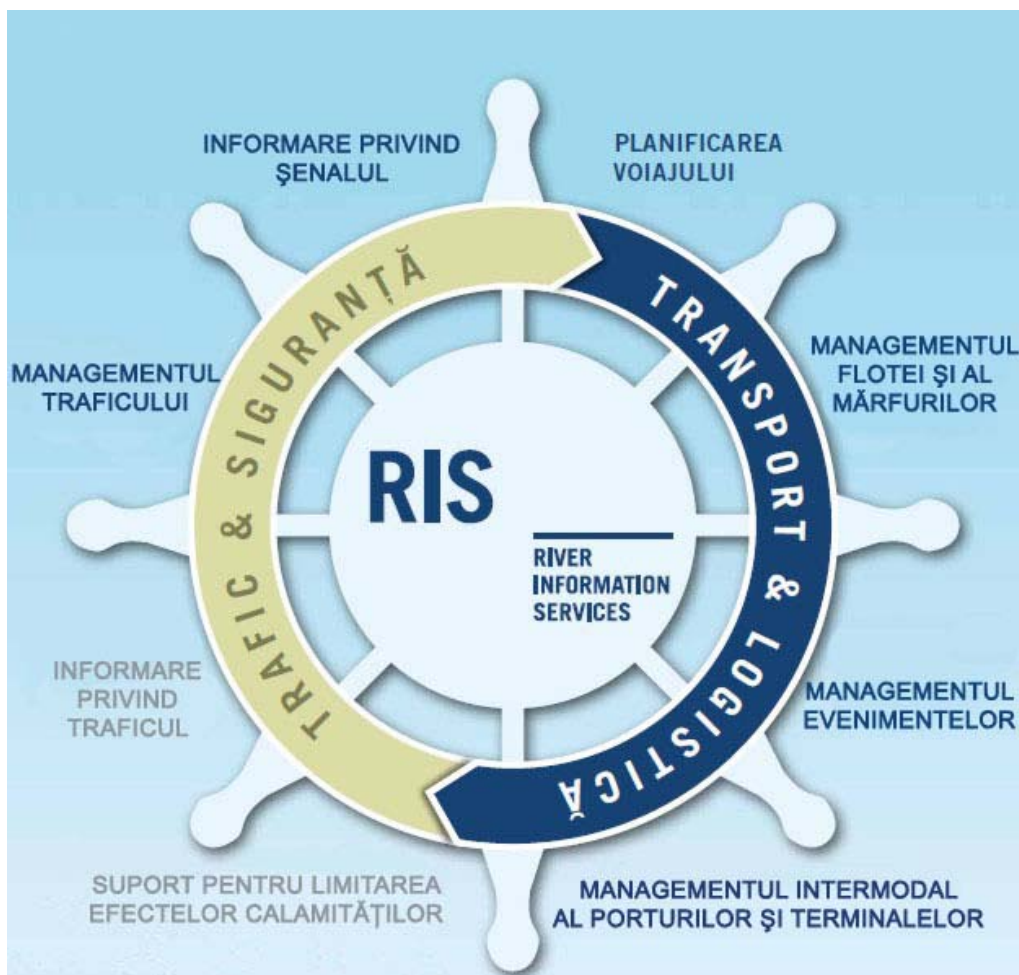 INFORMARE PRIVIND
ŞENALUL
PLANIFICAREA
VOIAJULUI
TRAFIC & SIGURANŢĂ
TRANSPORT & LOGISTICĂ
MANAGEMENTUL
TRAFICULUI
MANAGEMENTUL
FLOTEI ŞI AL
MĂRFURILOR
RIS
RIVER
INFORMATION
SERVICES
INFORMARE
PRIVIND
TRAFICUL
MANAGEMENTUL
EVENIMENTELOR
SUPORT PENTRU LIMITAREA
EFECTELOR CALAMITĂŢILOR
MANAGEMENTUL INTERMODAL
AL PORTURILOR ŞI TERMINALELOR